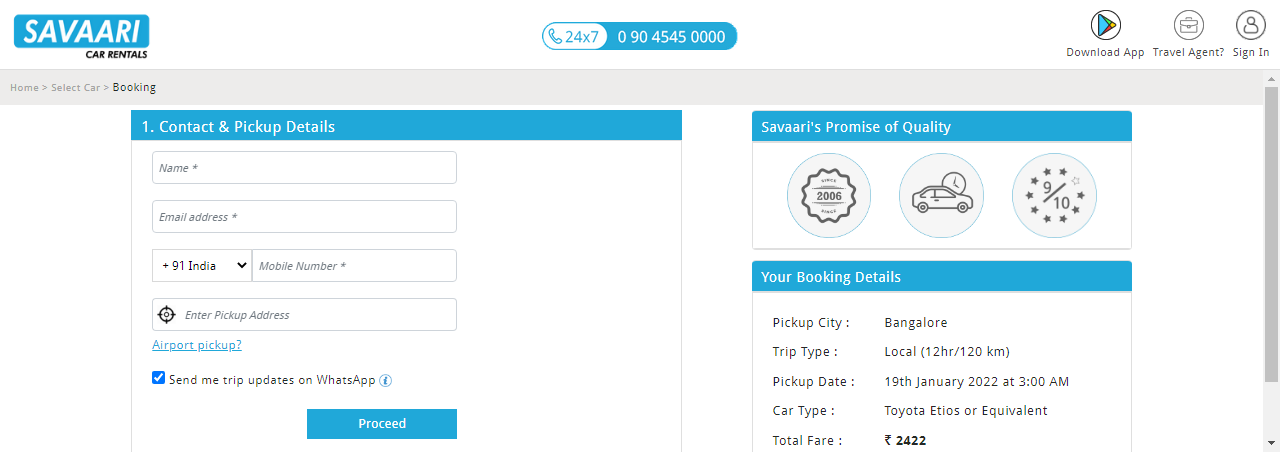 SAVAARI
CAR RENTALS
24x7 0 90 4545 0000
Download App
Travel Agent?
Sign In
Home > Select Car > Booking
1. Contact & Pickup Details
Name *
Email address *
+ 91 India
Mobile Number *
Enter Pickup Address
Airport pickup?
Send me trip updates on WhatsApp i
Proceed
Savaari's Promise of Quality
SINCE
2006
SINCE
9/10
Your Booking Details
Pickup City : Bangalore
Trip Type : Local (12hr/120 km)
Pickup Date : 19th January 2022 at 3:00 AM
Car Type : Toyota Etios or Equivalent
Total Fare : ₹ 2422